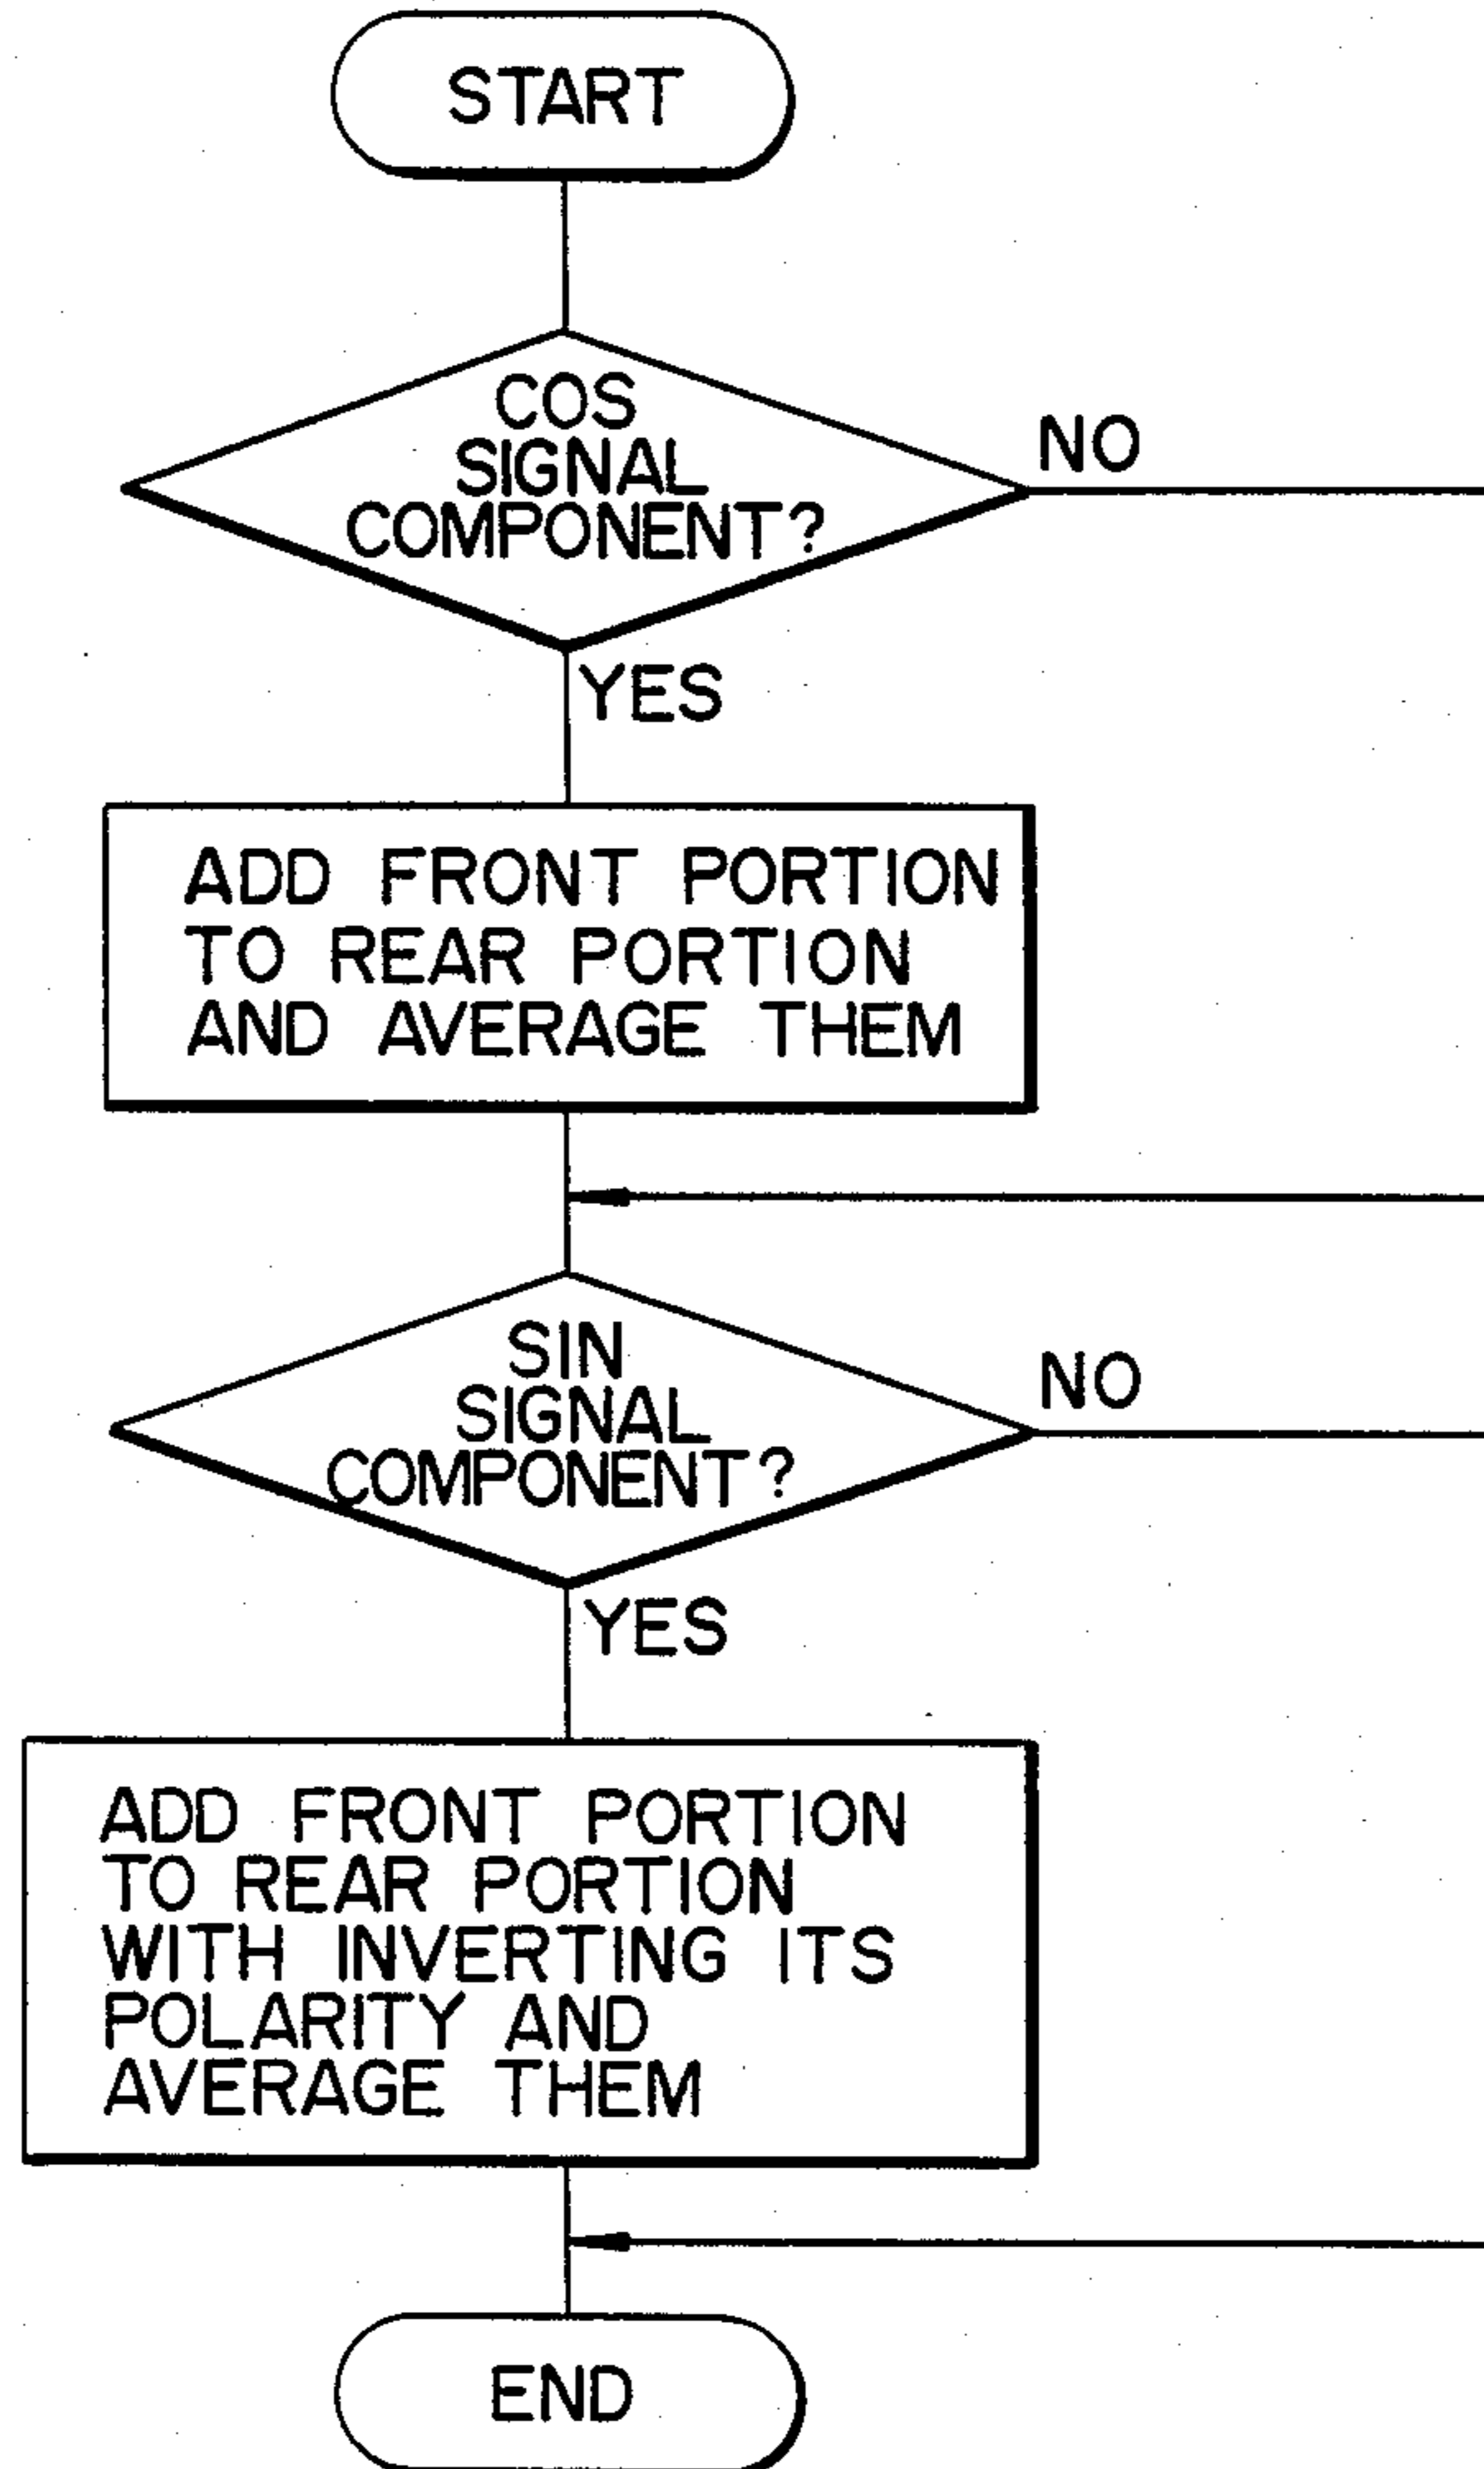 START
COS
SIGNAL
COMPONENT?
NO
YES
ADD FRONT PORTION
TO REAR PORTION
AND AVERAGE THEM
SIN
SIGNAL
COMPONENT?
NO
YES
ADD FRONT PORTION
TO REAR PORTION
WITH INVERTING ITS
POLARITY AND
AVERAGE THEM
END